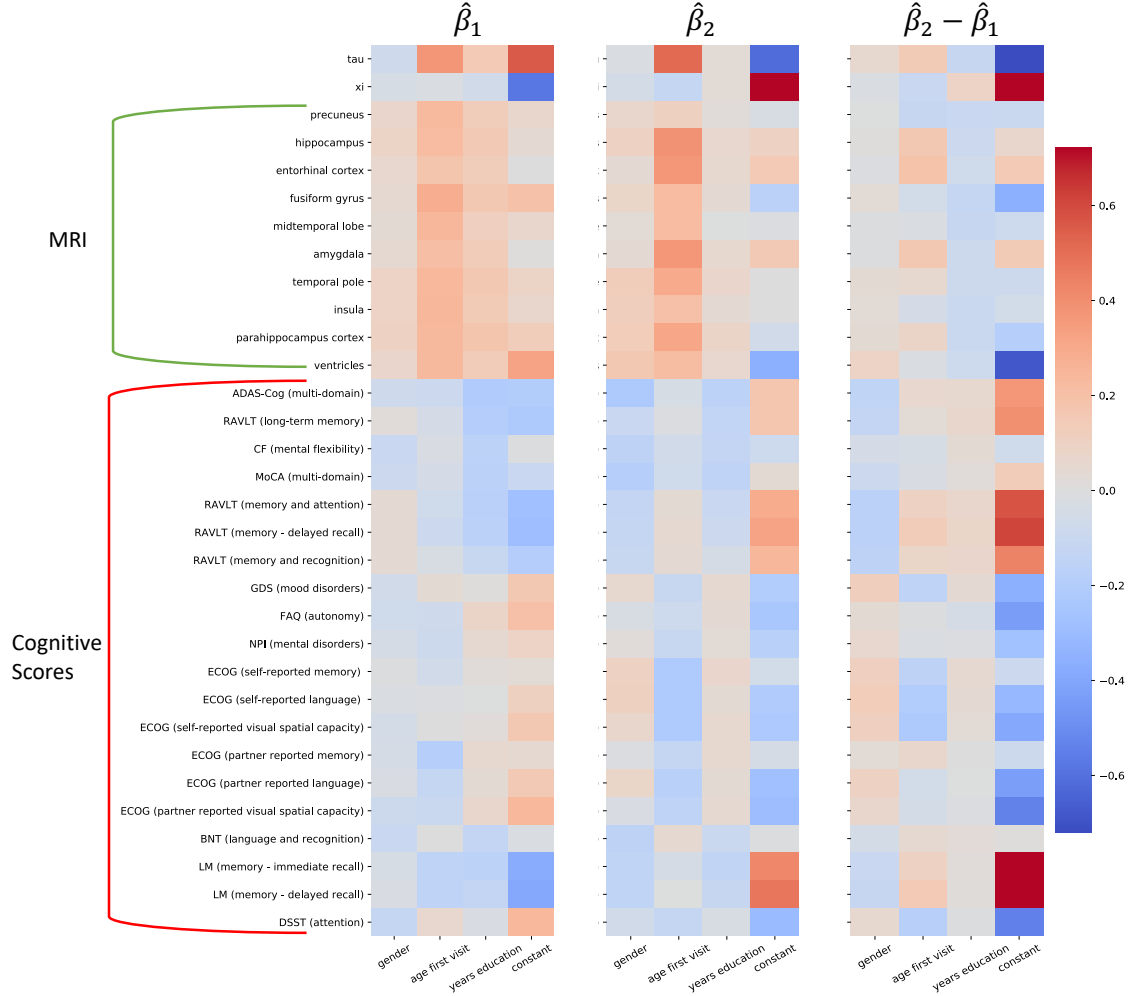 β̂₁ β̂₂ β̂₂ − β̂₁
tau
xi
precuneus
hippocampus
entorhinal cortex
fusiform gyrus
midtemporal lobe
amygdala
temporal pole
insula
parahippocampus cortex
ventricles
ADAS-Cog (multi-domain)
RAVLT (long-term memory)
CF (mental flexibility)
MoCA (multi-domain)
RAVLT (memory and attention)
RAVLT (memory - delayed recall)
RAVLT (memory and recognition)
GDS (mood disorders)
FAQ (autonomy)
NPI (mental disorders)
ECOG (self-reported memory)
ECOG (self-reported language)
ECOG (self-reported visual spatial capacity)
ECOG (partner reported memory)
ECOG (partner reported language)
ECOG (partner reported visual spatial capacity)
BNT (language and recognition)
LM (memory - immediate recall)
LM (memory - delayed recall)
DSST (attention)
MRI
Cognitive
Scores
gender age first visit years education constant
gender age first visit years education constant
gender age first visit years education constant
0.6
0.4
0.2
0.0
−0.2
−0.4
−0.6